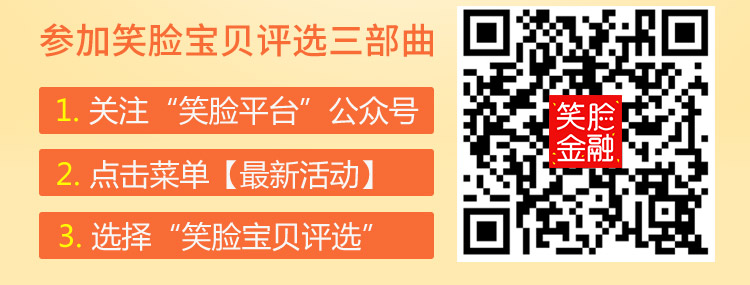 参加笑脸宝贝评选三部曲
1. 关注“笑脸平台”公众号
2. 点击菜单【最新活动】
3. 选择“笑脸宝贝评选”
笑脸
金融